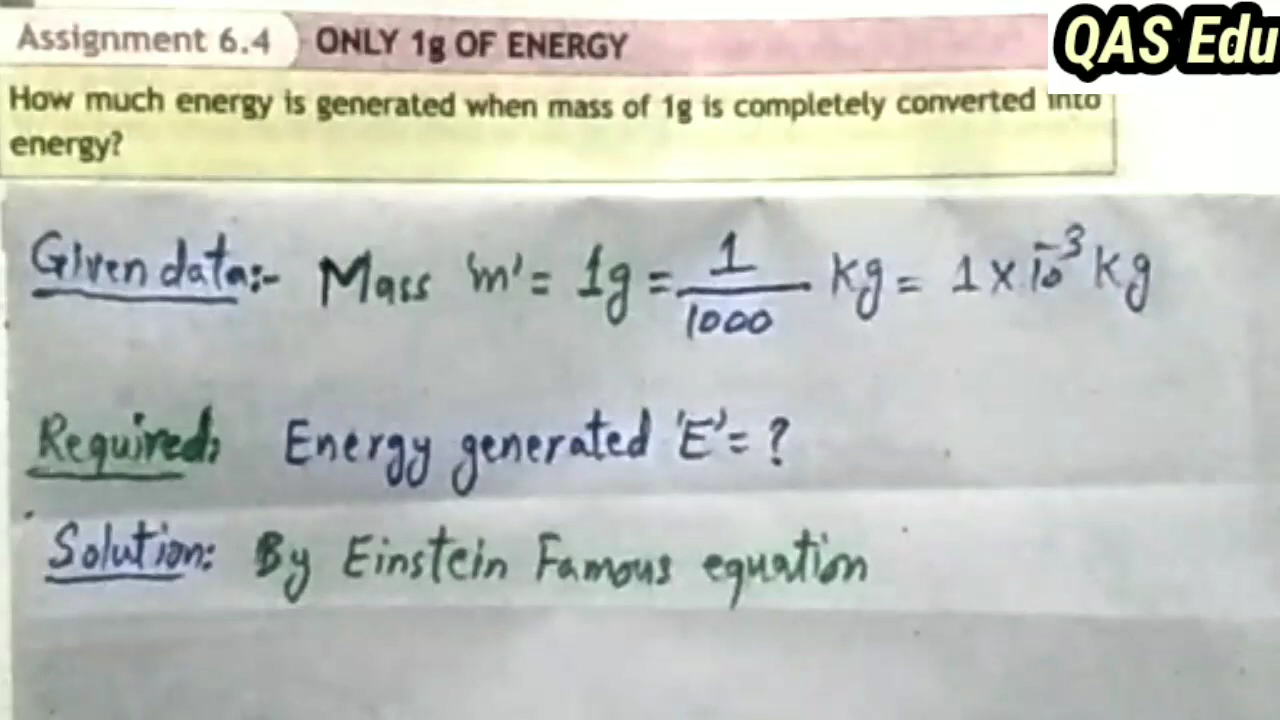 Assignment 6.4 ONLY 1g OF ENERGY
QAS Edu
How much energy is generated when mass of 1g is completely converted into
energy?
Given data:- Mass 'm' = 1g = 1/1000 kg = 1 x 10⁻³ kg
Required: Energy generated 'E' = ?
Solution: By Einstein Famous equation